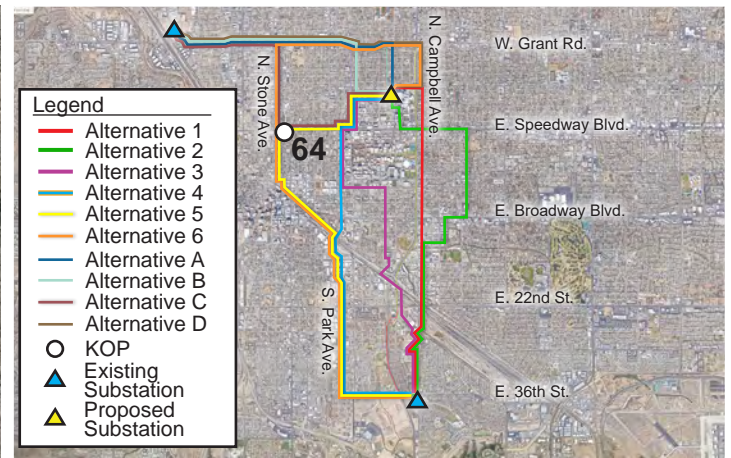 W. Grant Rd.
N. Campbell Ave.
N. Stone Ave.
E. Speedway Blvd.
64
E. Broadway Blvd.
E. 22nd St.
S. Park Ave.
E. 36th St.
Legend
Alternative 1
Alternative 2
Alternative 3
Alternative 4
Alternative 5
Alternative 6
Alternative A
Alternative B
Alternative C
Alternative D
KOP
Existing
Substation
Proposed
Substation